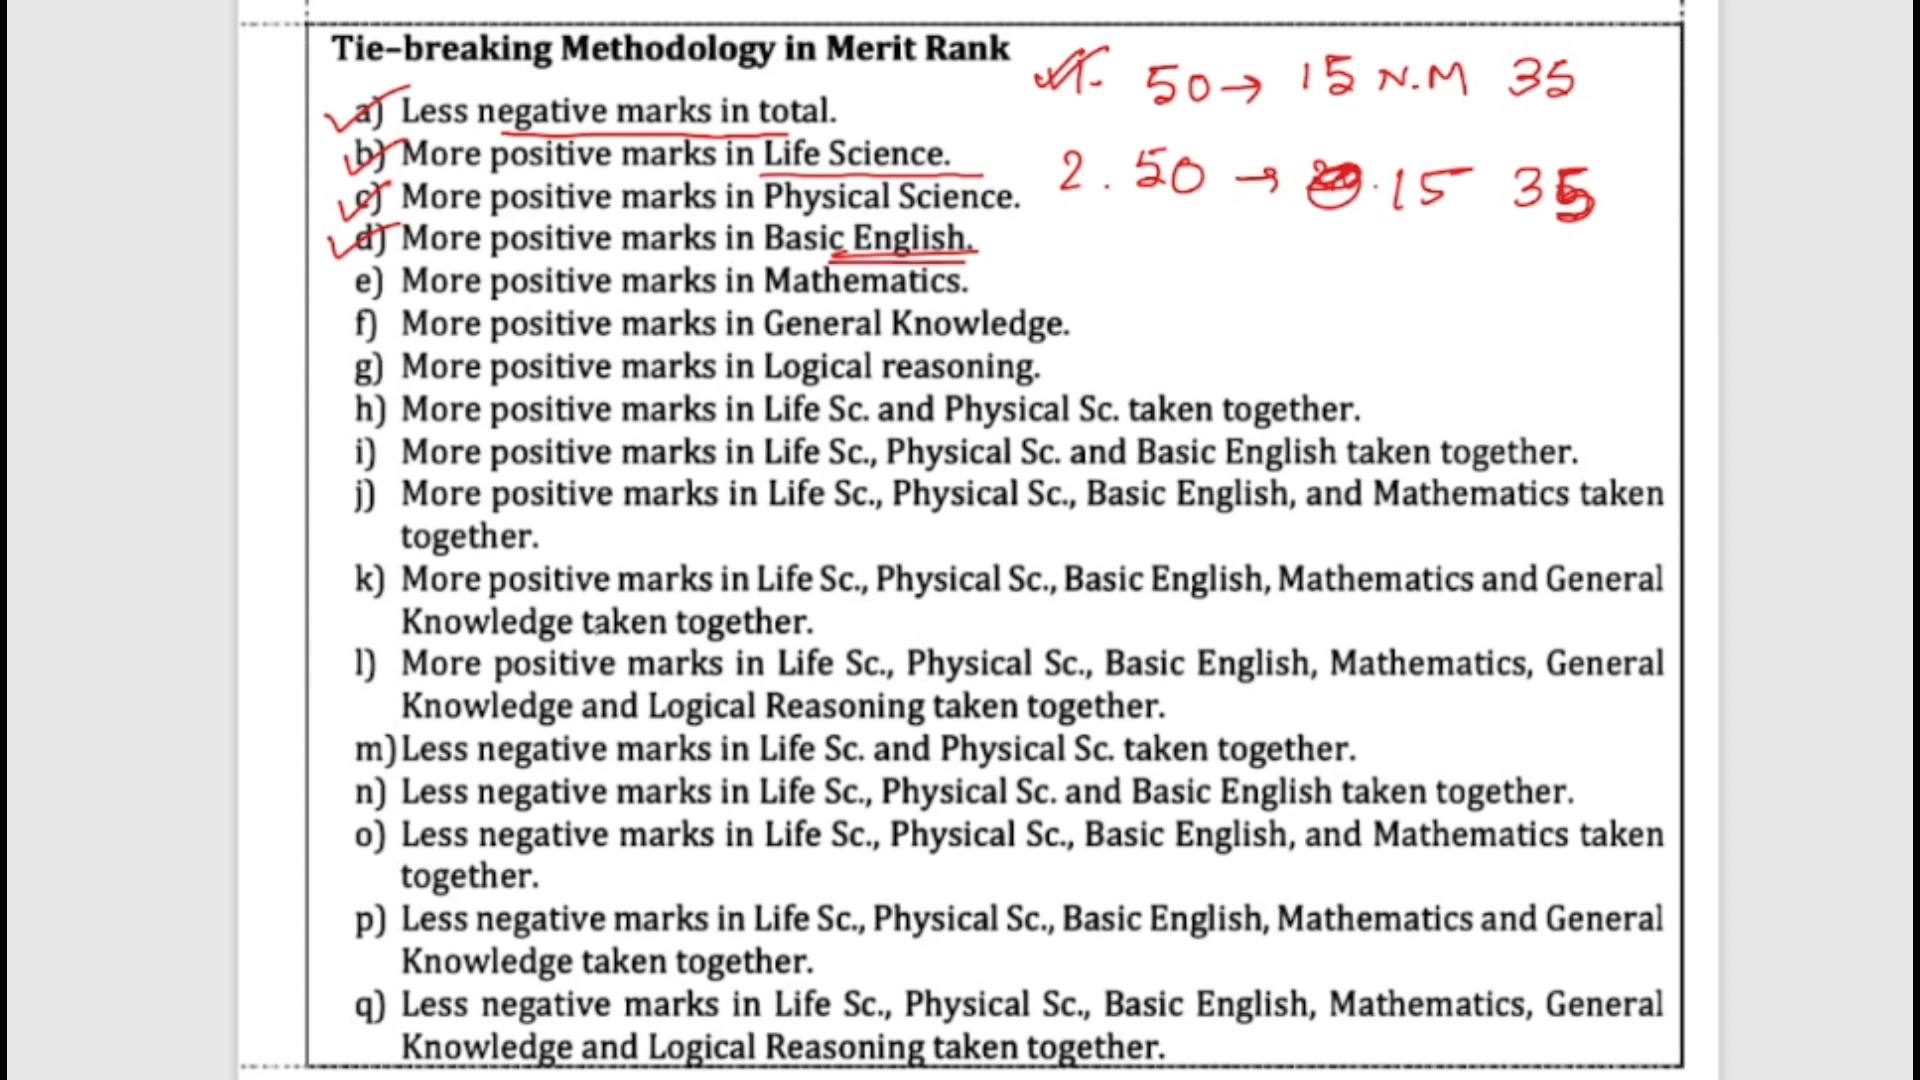 Tie-breaking Methodology in Merit Rank
1. 50→ 15 N.M 35
a) Less negative marks in total.
b) More positive marks in Life Science.
2. 50 → 15 35
c) More positive marks in Physical Science.
d) More positive marks in Basic English.
e) More positive marks in Mathematics.
f) More positive marks in General Knowledge.
g) More positive marks in Logical reasoning.
h) More positive marks in Life Sc. and Physical Sc. taken together.
i) More positive marks in Life Sc., Physical Sc. and Basic English taken together.
j) More positive marks in Life Sc., Physical Sc., Basic English, and Mathematics taken
together.
k) More positive marks in Life Sc., Physical Sc., Basic English, Mathematics and General
Knowledge taken together.
l) More positive marks in Life Sc., Physical Sc., Basic English, Mathematics, General
Knowledge and Logical Reasoning taken together.
m) Less negative marks in Life Sc. and Physical Sc. taken together.
n) Less negative marks in Life Sc., Physical Sc. and Basic English taken together.
o) Less negative marks in Life Sc., Physical Sc., Basic English, and Mathematics taken
together.
p) Less negative marks in Life Sc., Physical Sc., Basic English, Mathematics and General
Knowledge taken together.
q) Less negative marks in Life Sc., Physical Sc., Basic English, Mathematics, General
Knowledge and Logical Reasoning taken together.